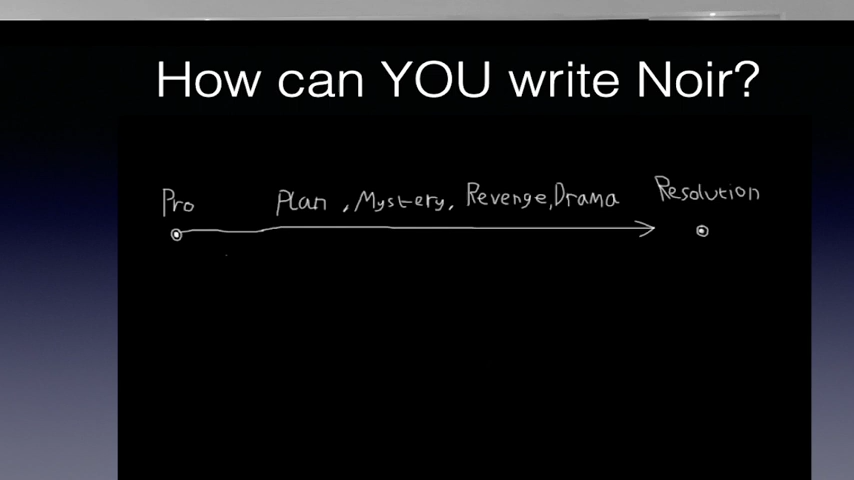 How can YOU write Noir?
Pro Plan , Mystery, Revenge, Drama Resolution